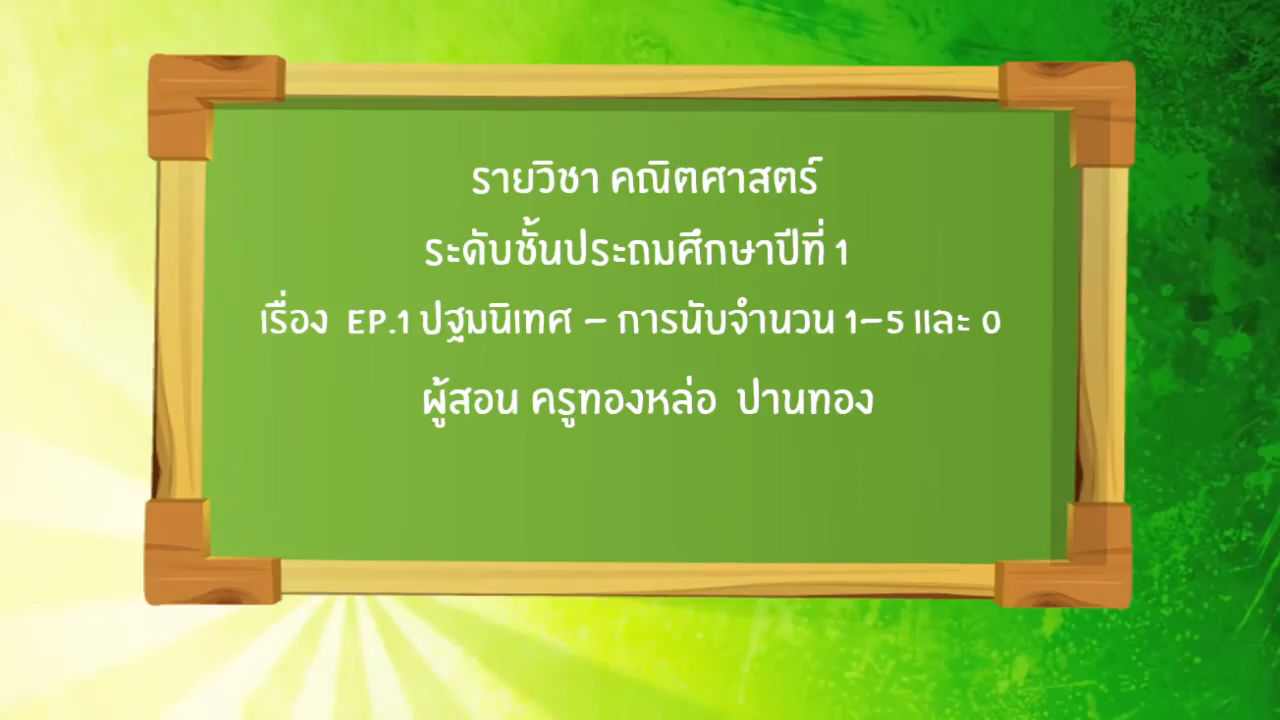 รายวิชา คณิตศาสตร์
ระดับชั้นประถมศึกษาปีที่ 1
เรื่อง EP.1 ปฐมนิเทศ – การนับจำนวน 1–5 และ 0
ผู้สอน ครูทองหล่อ ปานทอง